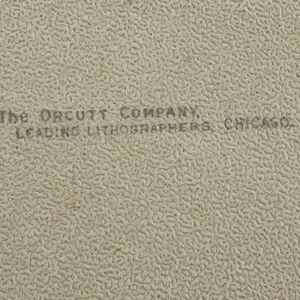 The Orcutt Company,
Leading Lithographers, Chicago.